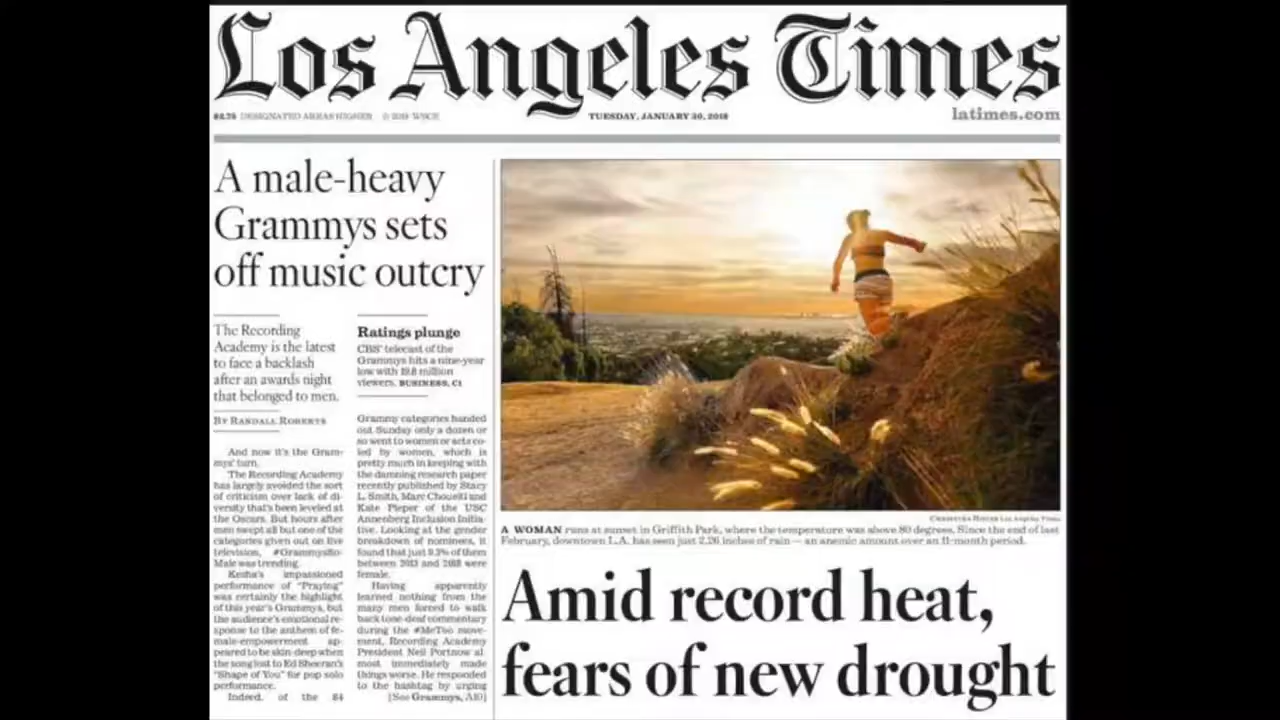 Los Angeles Times
$2.75 DESIGNATED AREAS HIGHER © 2018 WSCE
TUESDAY, JANUARY 30, 2018
latimes.com
A male-heavy
Grammys sets
off music outcry
The Recording
Academy is the latest
to face a backlash
after an awards night
that belonged to men.
BY RANDALL ROBERTS
And now it's the Gram-
mys' turn.
The Recording Academy
has largely avoided the sort
of criticism over lack of di-
versity that's been leveled at
the Oscars. But hours after
men swept all but one of the
categories given out on live
television, #GrammysSo-
Male was trending.
Kesha's impassioned
performance of "Praying"
was certainly the highlight
of this year's Grammys, but
the audience's emotional re-
sponse to the anthem of fe-
male-empowerment ap-
peared to be skin-deep when
the song lost to Ed Sheeran's
"Shape of You" for pop solo
performance.
Indeed, of the 84
Ratings plunge
CBS' telecast of the
Grammys hits a nine-year
low with 19.8 million
viewers. BUSINESS, C1
Grammy categories handed
out Sunday only a dozen or
so went to women or acts co-
led by women, which is
pretty much in keeping with
the damning research paper
recently published by Stacy
L. Smith, Marc Choueiti and
Kate Pieper of the USC
Annenberg Inclusion Initia-
tive. Looking at the gender
breakdown of nominees, it
found that just 9.3% of them
between 2013 and 2018 were
female.
Having apparently
learned nothing from the
many men forced to walk
back tone-deaf commentary
during the #MeToo move-
ment, Recording Academy
President Neil Portnow al-
most immediately made
things worse. He responded
to the hashtag by urging
[See Grammys, A10]
Los Angeles Times
A WOMAN runs at sunset in Griffith Park, where the temperature was above 80 degrees. Since the end of last
February, downtown L.A. has seen just 2.26 inches of rain — an anemic amount over an 11-month period.
Amid record heat,
fears of new drought